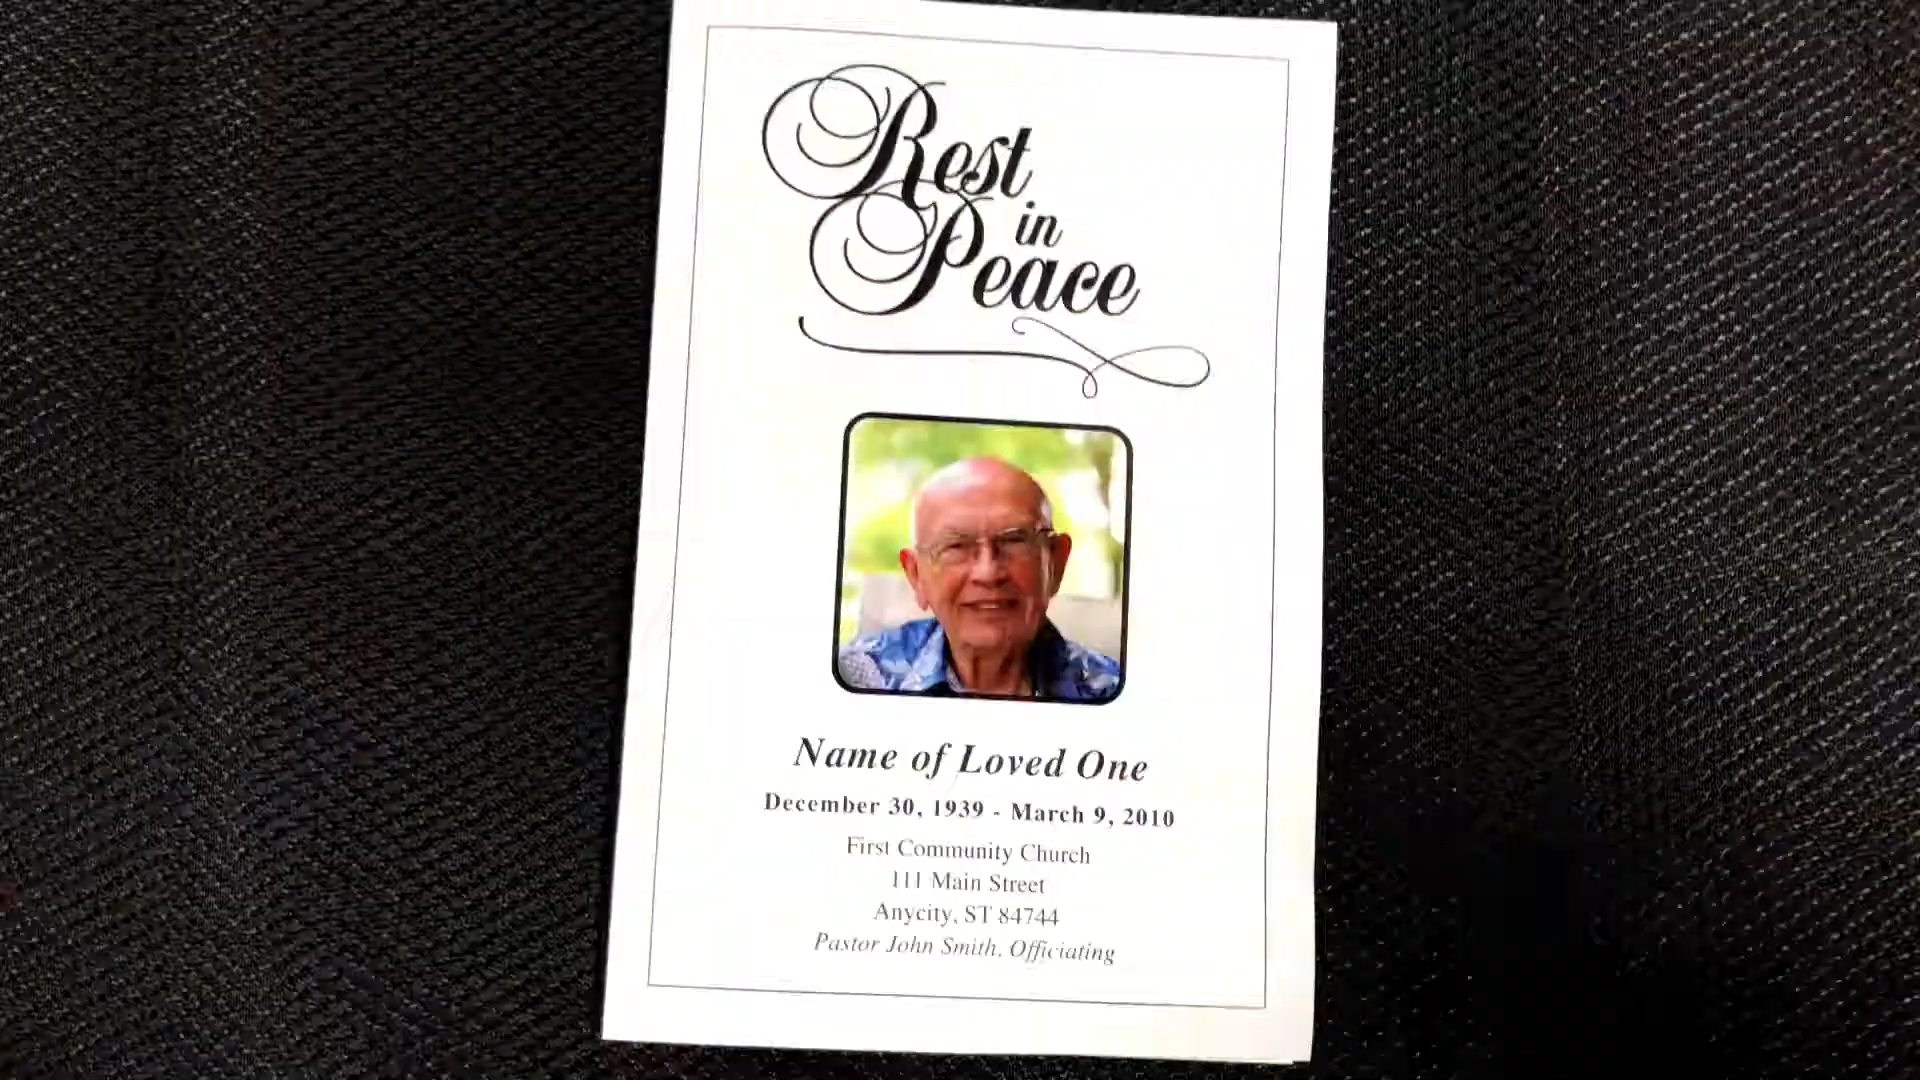 Rest
in
Peace
Name of Loved One
December 30, 1939 - March 9, 2010
First Community Church
111 Main Street
Anycity, ST 84744
Pastor John Smith, Officiating